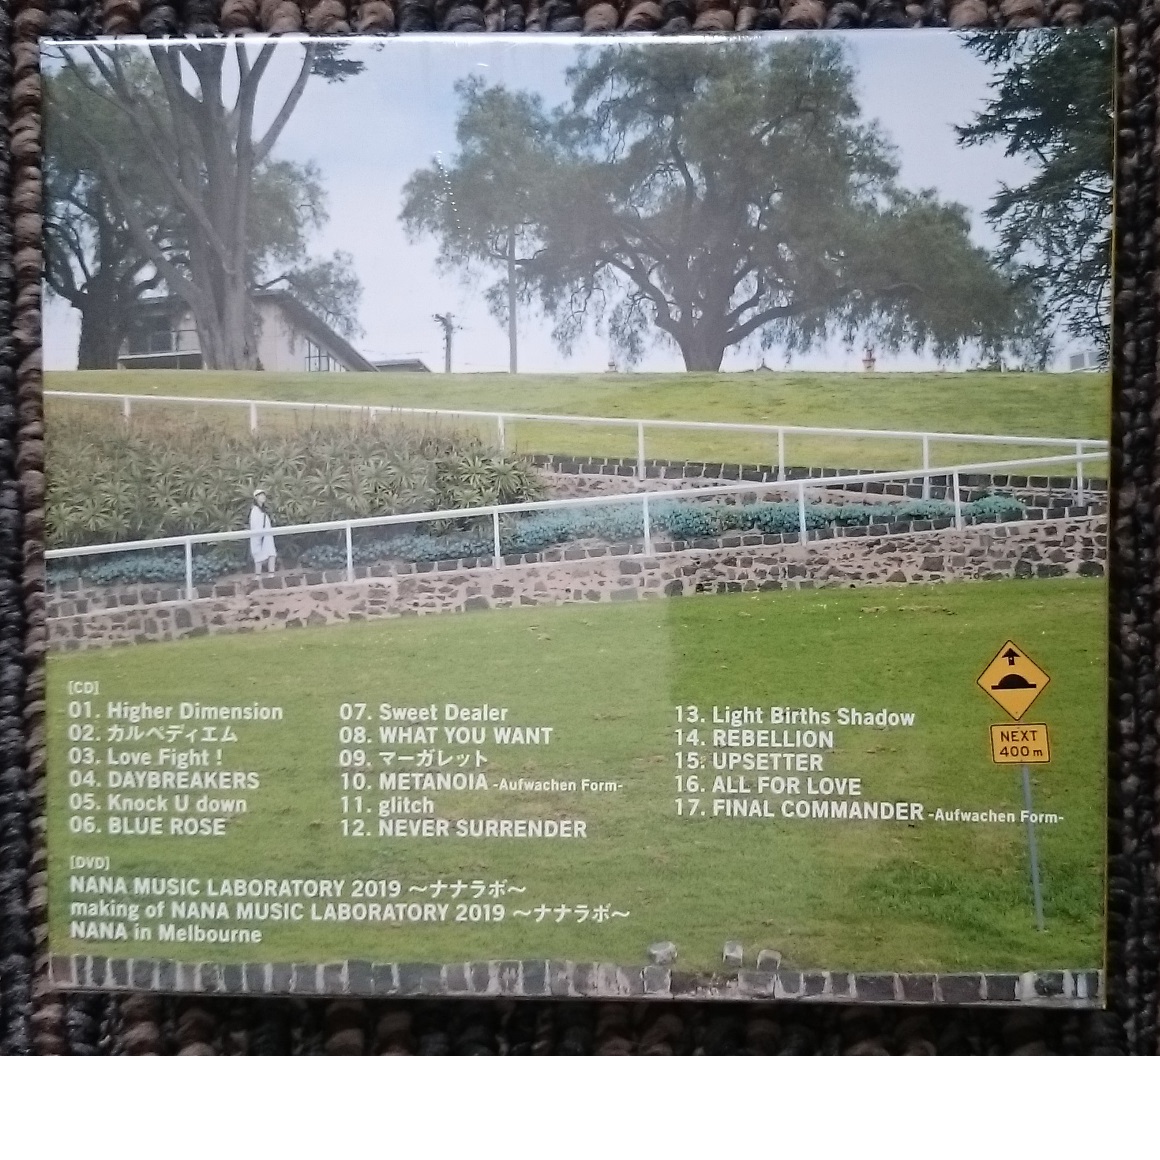 [CD]
01. Higher Dimension
02. カルペディエム
03. Love Fight !
04. DAYBREAKERS
05. Knock U down
06. BLUE ROSE
07. Sweet Dealer
08. WHAT YOU WANT
09. マーガレット
10. METANOIA -Aufwachen Form-
11. glitch
12. NEVER SURRENDER
13. Light Births Shadow
14. REBELLION
15. UPSETTER
16. ALL FOR LOVE
17. FINAL COMMANDER -Aufwachen Form-
[DVD]
NANA MUSIC LABORATORY 2019 〜ナナラボ〜
making of NANA MUSIC LABORATORY 2019 〜ナナラボ〜
NANA in Melbourne
NEXT
400 m